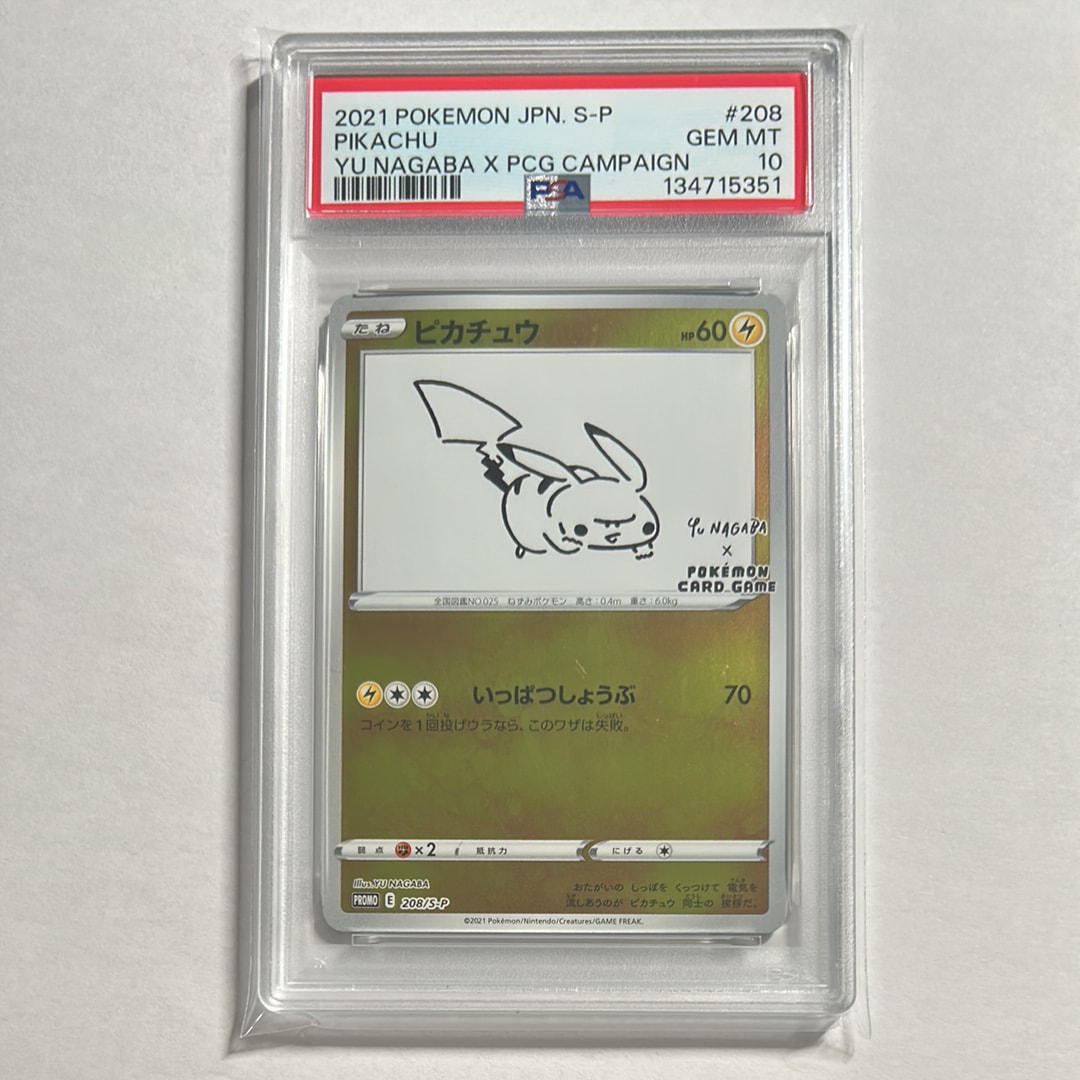 2021 POKEMON JPN. S-P #208
PIKACHU GEM MT
YU NAGABA X PCG CAMPAIGN 10
134715351
PSA
たね ピカチュウ HP60
Yu NAGABA
×
POKÉMON
CARD GAME
全国図鑑NO.025 ねずみポケモン 高さ:0.4m 重さ:6.0kg
いっぱつしょうぶ 70
コインを1回投げウラなら、このワザは失敗。
弱点 ×2 抵抗力 にげる
illus. YU NAGABA
PROMO E 208/S-P
おたがいの しっぽを くっつけて 電気を
流しあうのが ピカチュウ 同士の 挨拶だ。
©2021 Pokémon/Nintendo/Creatures/GAME FREAK.